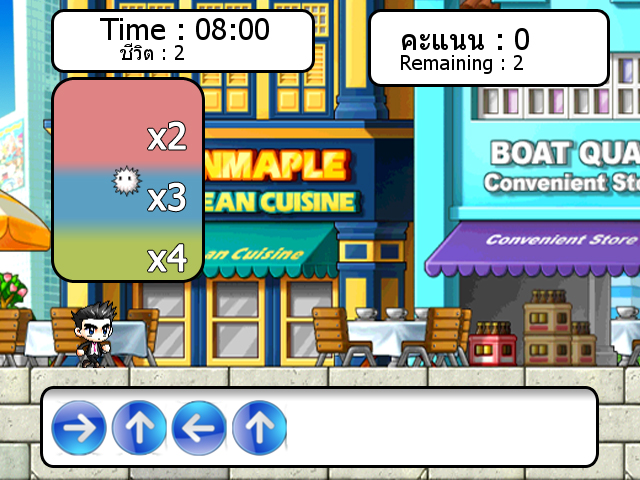 Time : 08:00
ชีวิต : 2
คะแนน : 0
Remaining : 2
x2
x3
x4
NMAPLE
EAN CUISINE
an Cuisine
BOAT QUA
Convenient Sto
Convenient Store